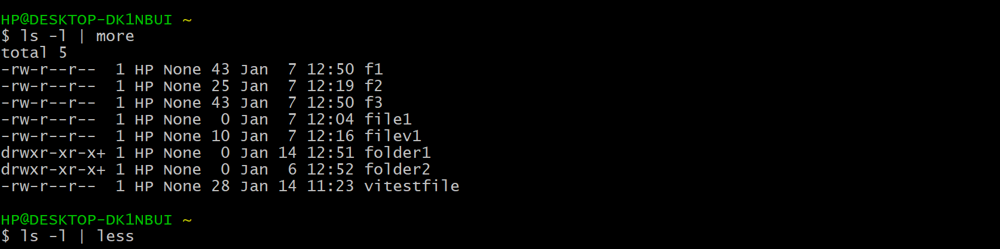 HP@DESKTOP-DK1NBUI ~
$ ls -l | more
total 5
-rw-r--r--  1 HP None 43 Jan  7 12:50 f1
-rw-r--r--  1 HP None 25 Jan  7 12:19 f2
-rw-r--r--  1 HP None 43 Jan  7 12:50 f3
-rw-r--r--  1 HP None  0 Jan  7 12:04 file1
-rw-r--r--  1 HP None 10 Jan  7 12:16 filev1
drwxr-xr-x+ 1 HP None  0 Jan 14 12:51 folder1
drwxr-xr-x+ 1 HP None  0 Jan  6 12:52 folder2
-rw-r--r--  1 HP None 28 Jan 14 11:23 vitestfile
HP@DESKTOP-DK1NBUI ~
$ ls -l | less